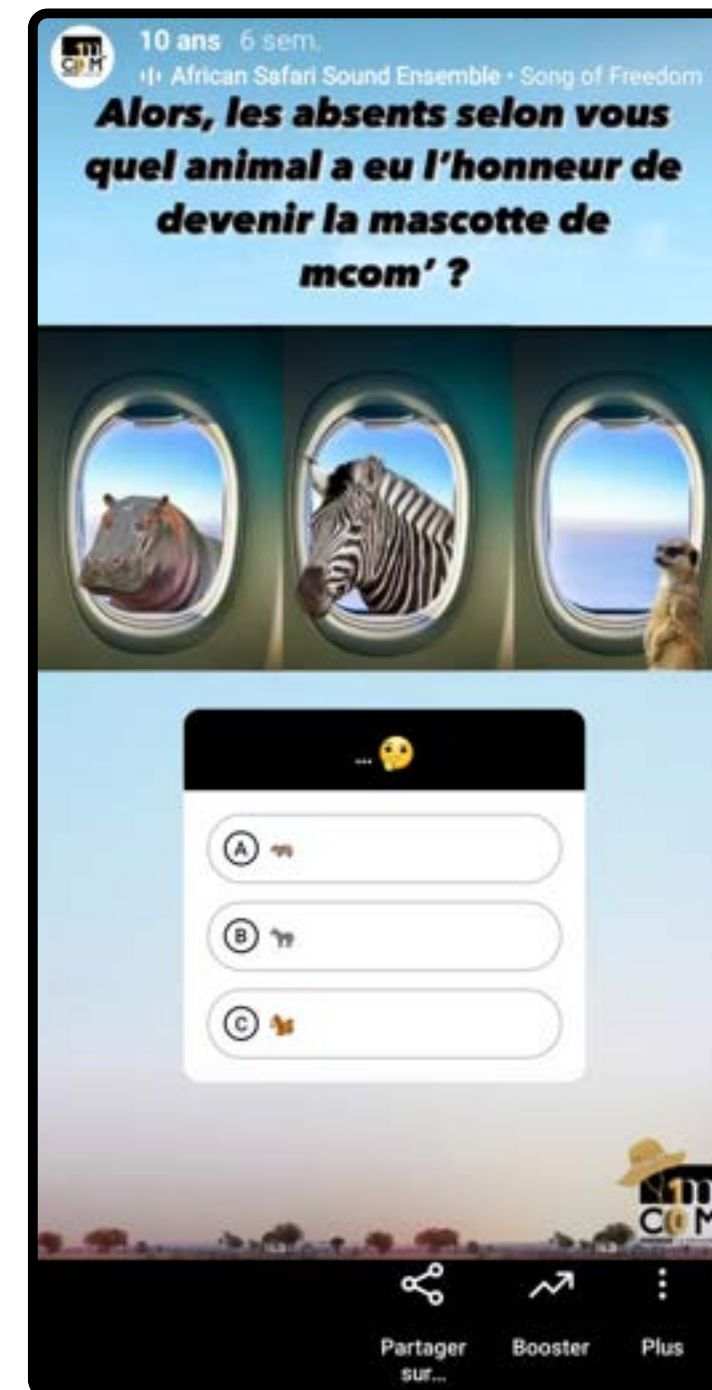 10 ans 6 sem.
African Safari Sound Ensemble • Song of Freedom
Alors, les absents selon vous
quel animal a eu l’honneur de
devenir la mascotte de
mcom’ ?
... 🤔
A
B
C
Partager
sur...
Booster
Plus